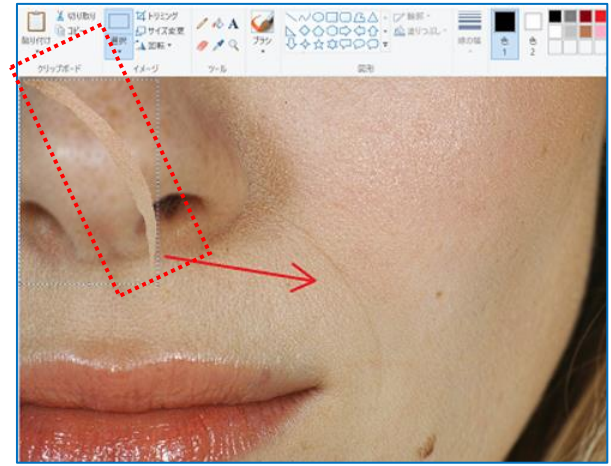 切り取り
コピー
貼り付け
クリップボード
選択
トリミング
サイズ変更
回転
イメージ
A
ツール
ブラシ
輪郭
塗りつぶし
図形
線の幅
色
1
色
2